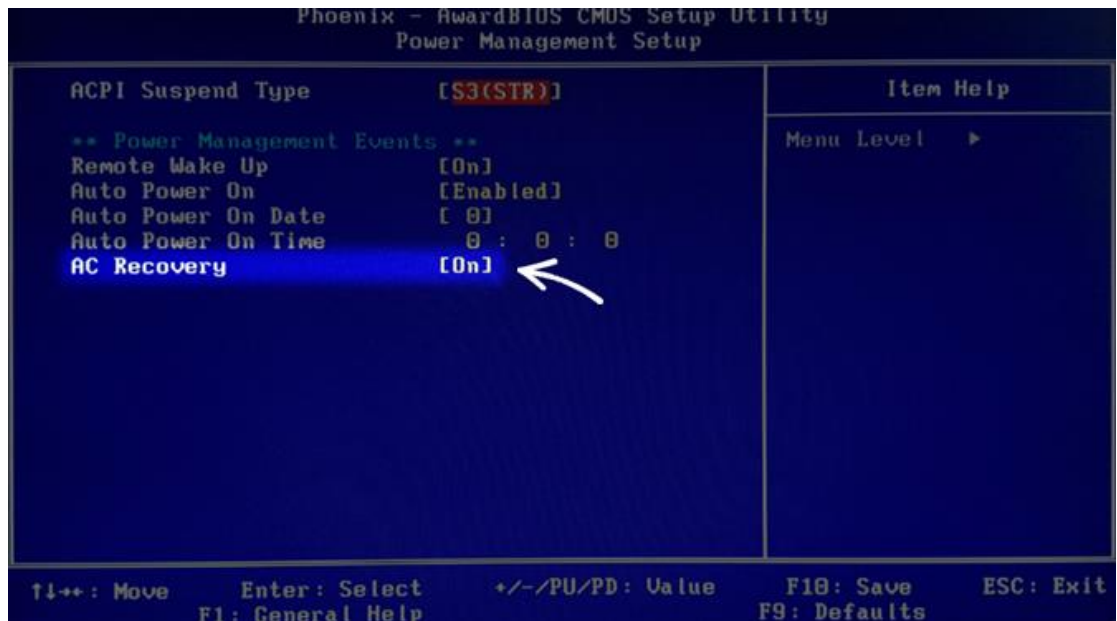 Phoenix - AwardBIOS CMOS Setup Utility
Power Management Setup
ACPI Suspend Type [S3(STR)]
Item Help
** Power Management Events **
Menu Level ►
Remote Wake Up [On]
Auto Power On [Enabled]
Auto Power On Date [ 0]
Auto Power On Time 0 : 0 : 0
AC Recovery [On]
↑↓→←: Move Enter: Select +/-/PU/PD: Value F10: Save ESC: Exit
F1: General Help F9: Defaults